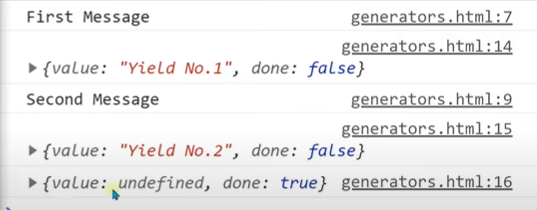 First Message generators.html:7
generators.html:14
{value: "Yield No.1", done: false}
Second Message generators.html:9
generators.html:15
{value: "Yield No.2", done: false}
{value: undefined, done: true} generators.html:16